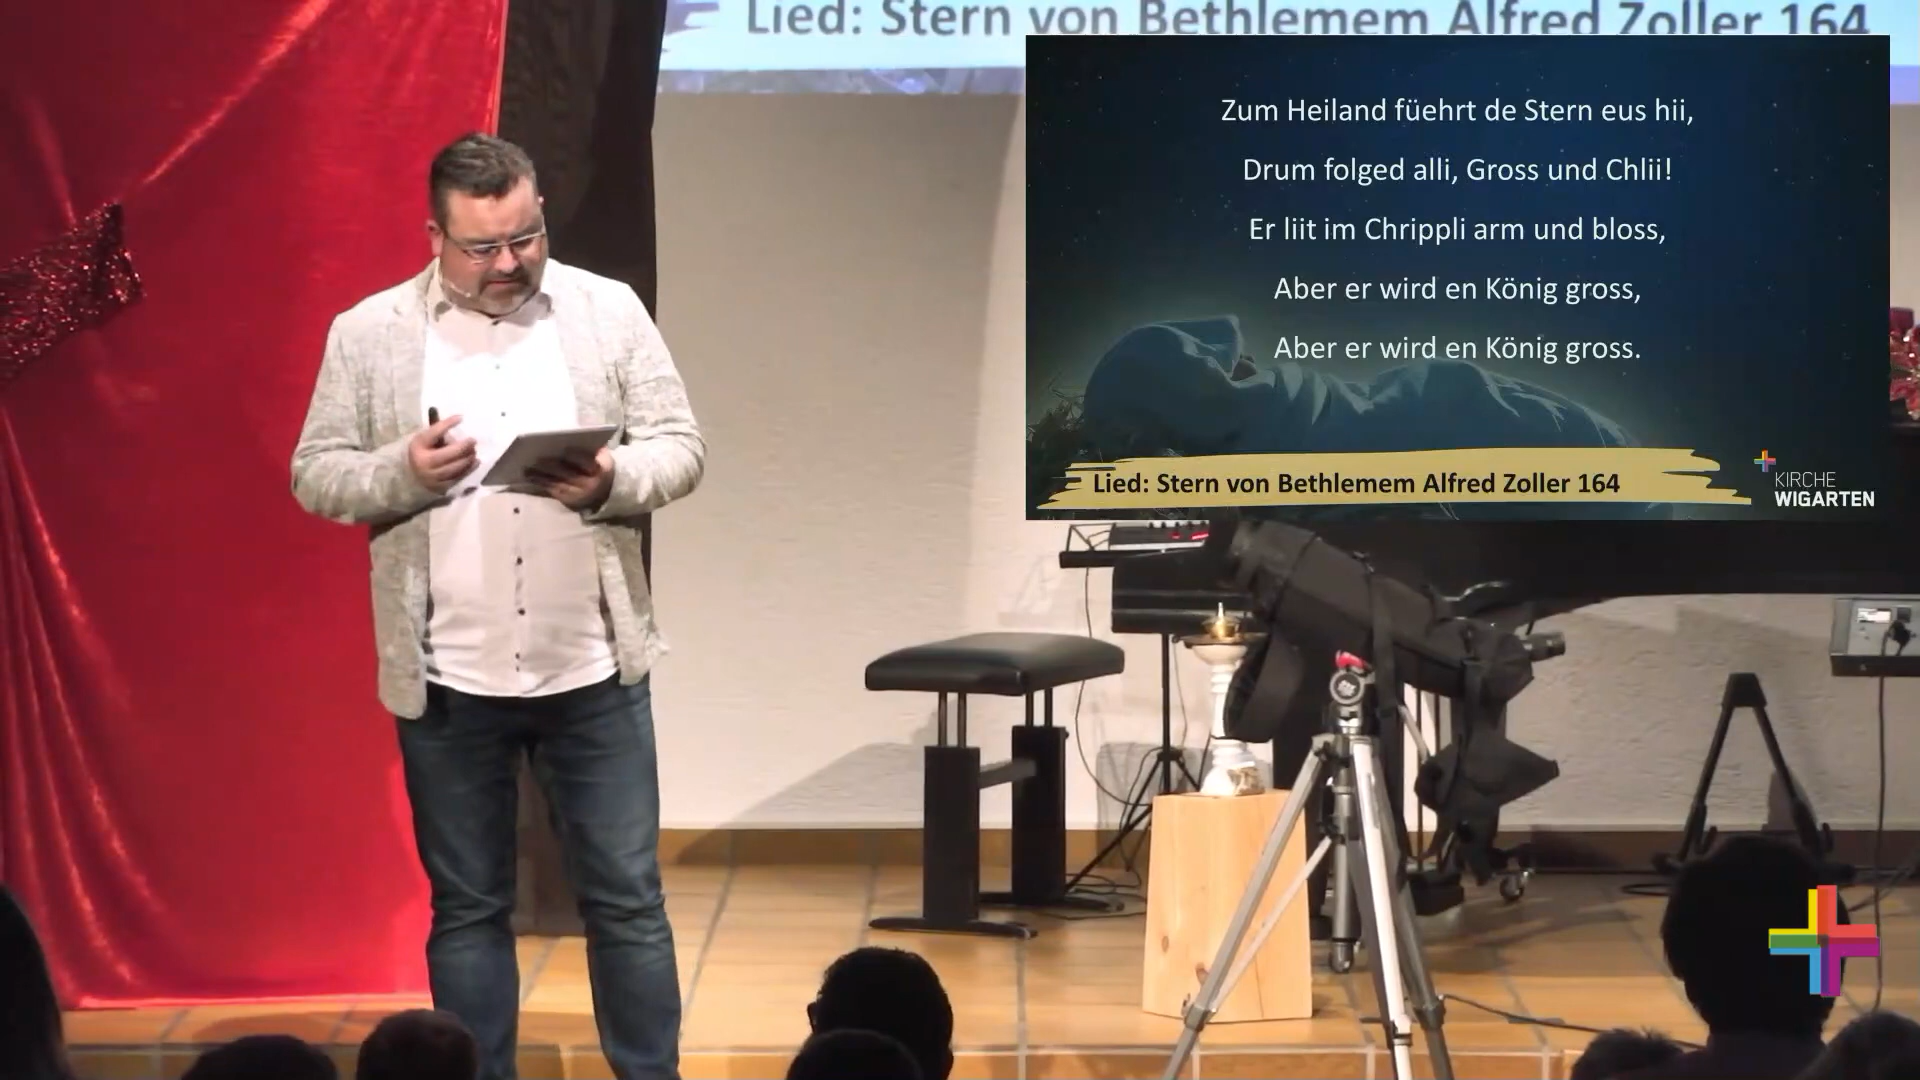 Lied: Stern von Bethlemem Alfred Zoller 164
Zum Heiland füehrt de Stern eus hii,
Drum folged alli, Gross und Chlii!
Er liit im Chrippli arm und bloss,
Aber er wird en König gross,
Aber er wird en König gross.
Lied: Stern von Bethlemem Alfred Zoller 164
KIRCHE
WIGARTEN